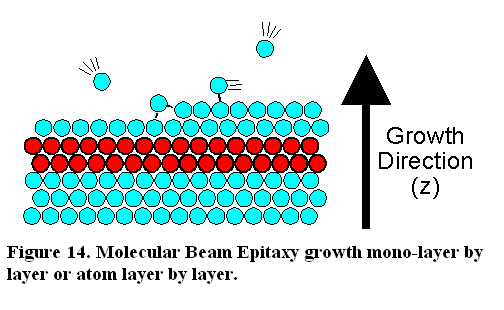 Growth
Direction
(z)
Figure 14. Molecular Beam Epitaxy growth mono-layer by
layer or atom layer by layer.